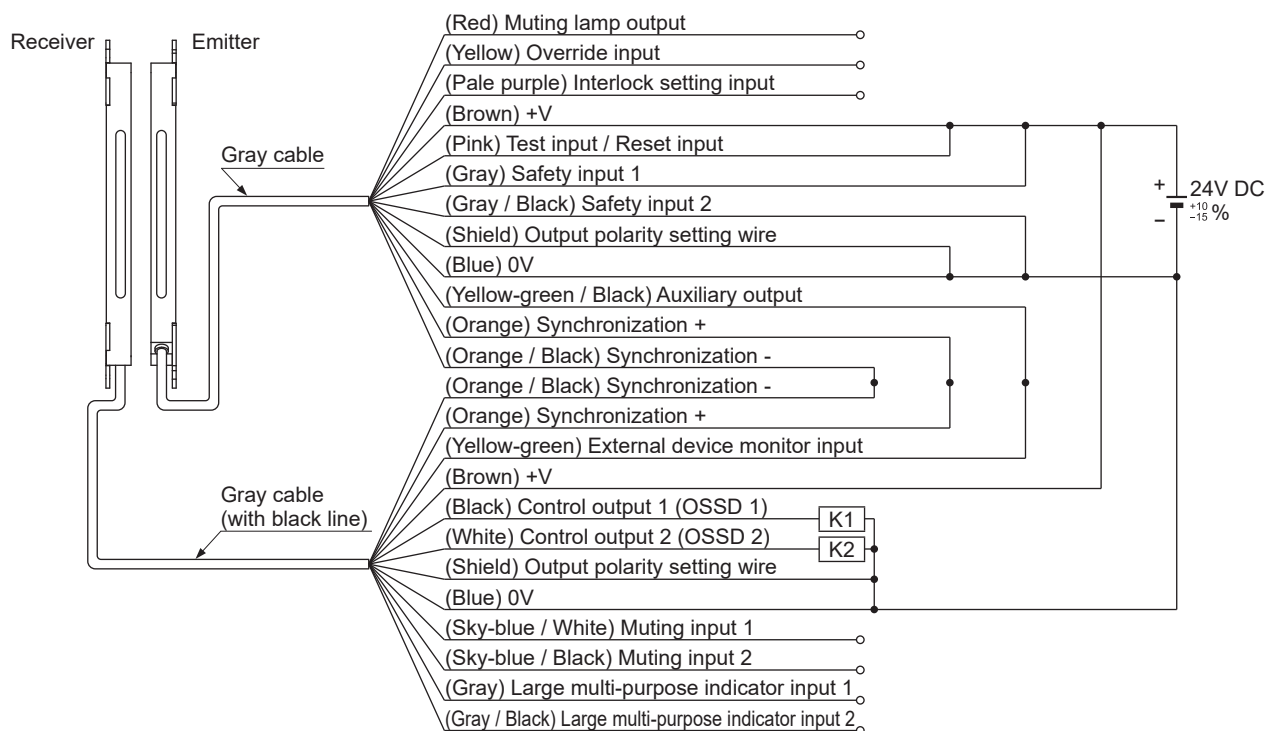 Receiver
Emitter
Gray cable
(Red) Muting lamp output
(Yellow) Override input
(Pale purple) Interlock setting input
(Brown) +V
(Pink) Test input / Reset input
(Gray) Safety input 1
(Gray / Black) Safety input 2
(Shield) Output polarity setting wire
(Blue) 0V
(Yellow-green / Black) Auxiliary output
(Orange) Synchronization +
(Orange / Black) Synchronization -
+
−
24V DC
+10
−15 %
Gray cable
(with black line)
(Orange / Black) Synchronization -
(Orange) Synchronization +
(Yellow-green) External device monitor input
(Brown) +V
(Black) Control output 1 (OSSD 1)
K1
(White) Control output 2 (OSSD 2)
K2
(Shield) Output polarity setting wire
(Blue) 0V
(Sky-blue / White) Muting input 1
(Sky-blue / Black) Muting input 2
(Gray) Large multi-purpose indicator input 1
(Gray / Black) Large multi-purpose indicator input 2